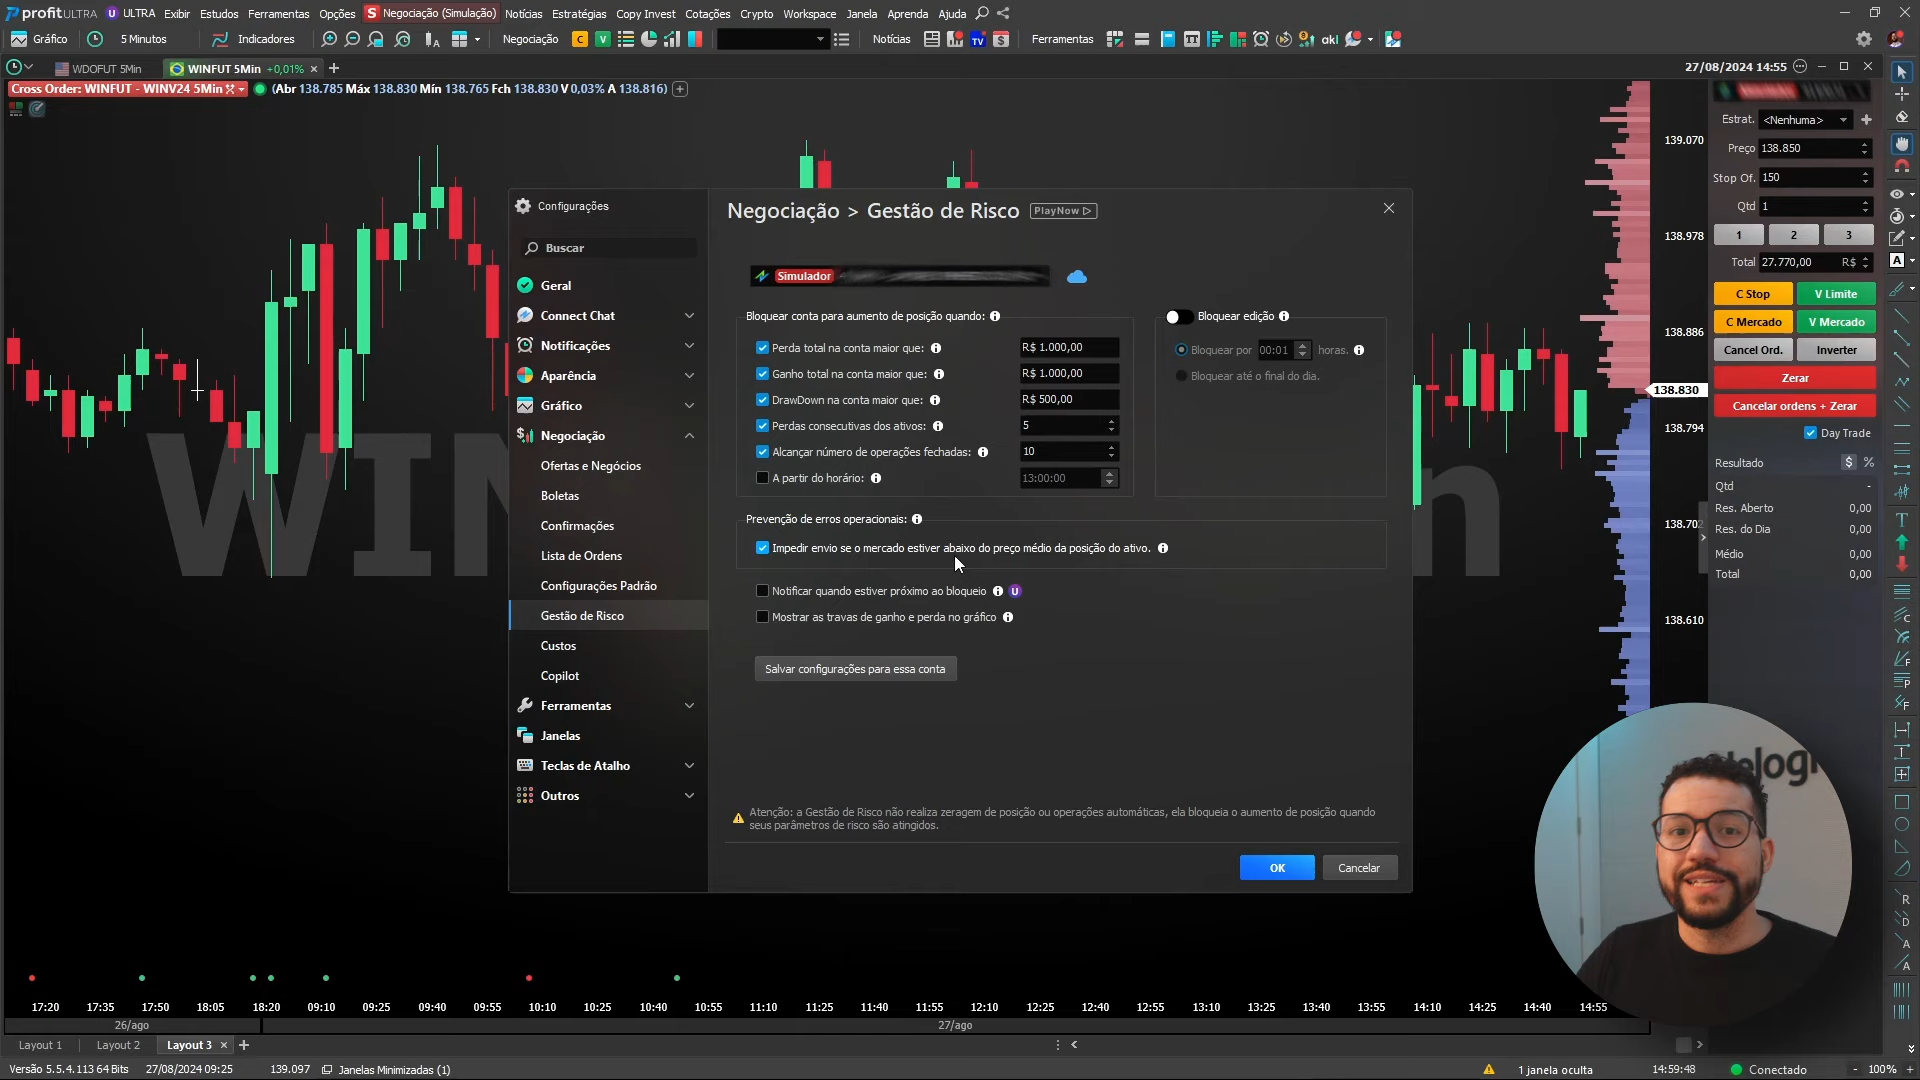 profitULTRA U ULTRA Exibir Estudos Ferramentas Opções S Negociação (Simulação) Notícias Estratégias Copy Invest Cotações Crypto Workspace Janela Aprenda Ajuda
Gráfico 5 Minutos Indicadores Negociação C V Notícias TV Ferramentas
WDOFUT 5Min WINFUT 5Min +0,01% 27/08/2024 14:55
Cross Order: WINFUT - WINV24 5Min (Abr 138.785 Máx 138.830 Mín 138.765 Fch 138.830 V 0,03% A 138.816)
139.070
138.978
138.886
138.830
138.794
138.702
138.610
Estrat. <Nenhuma>
Preço 138.850
Stop Of. 150
Qtd 1
1 2 3
Total 27.770,00 R$
C Stop V Limite
C Mercado V Mercado
Cancel Ord. Inverter
Zerar
Cancelar ordens + Zerar
Day Trade
Resultado $ %
Qtd -
Res. Aberto 0,00
Res. do Dia 0,00
Médio 0,00
Total 0,00
Configurações
Buscar
Geral
Connect Chat
Notificações
Aparência
Gráfico
Negociação
Ofertas e Negócios
Boletas
Confirmações
Lista de Ordens
Configurações Padrão
Gestão de Risco
Custos
Copilot
Ferramentas
Janelas
Teclas de Atalho
Outros
Negociação > Gestão de Risco PlayNow
Simulador
Bloquear conta para aumento de posição quando:
Perda total na conta maior que: R$ 1.000,00
Ganho total na conta maior que: R$ 1.000,00
DrawDown na conta maior que: R$ 500,00
Perdas consecutivas dos ativos: 5
Alcançar número de operações fechadas: 10
A partir do horário: 13:00:00
Bloquear edição
Bloquear por 00:01 horas.
Bloquear até o final do dia.
Prevenção de erros operacionais:
Impedir envio se o mercado estiver abaixo do preço médio da posição do ativo.
Notificar quando estiver próximo ao bloqueio U
Mostrar as travas de ganho e perda no gráfico
Salvar configurações para essa conta
Atenção: a Gestão de Risco não realiza zeragem de posição ou operações automáticas, ela bloqueia o aumento de posição quando
seus parâmetros de risco são atingidos.
OK Cancelar
17:20 17:35 17:50 18:05 18:20 09:10 09:25 09:40 09:55 10:10 10:25 10:40 10:55 11:10 11:25 11:40 11:55 12:10 12:25 12:40 12:55 13:10 13:25 13:40 13:55 14:10 14:25 14:40 14:55
26/ago 27/ago
Layout 1 Layout 2 Layout 3
Versão 5.5.4.113 64 Bits 27/08/2024 09:25 139.097 Janelas Minimizadas (1) 1 janela oculta 14:59:48 Conectado - 100% +